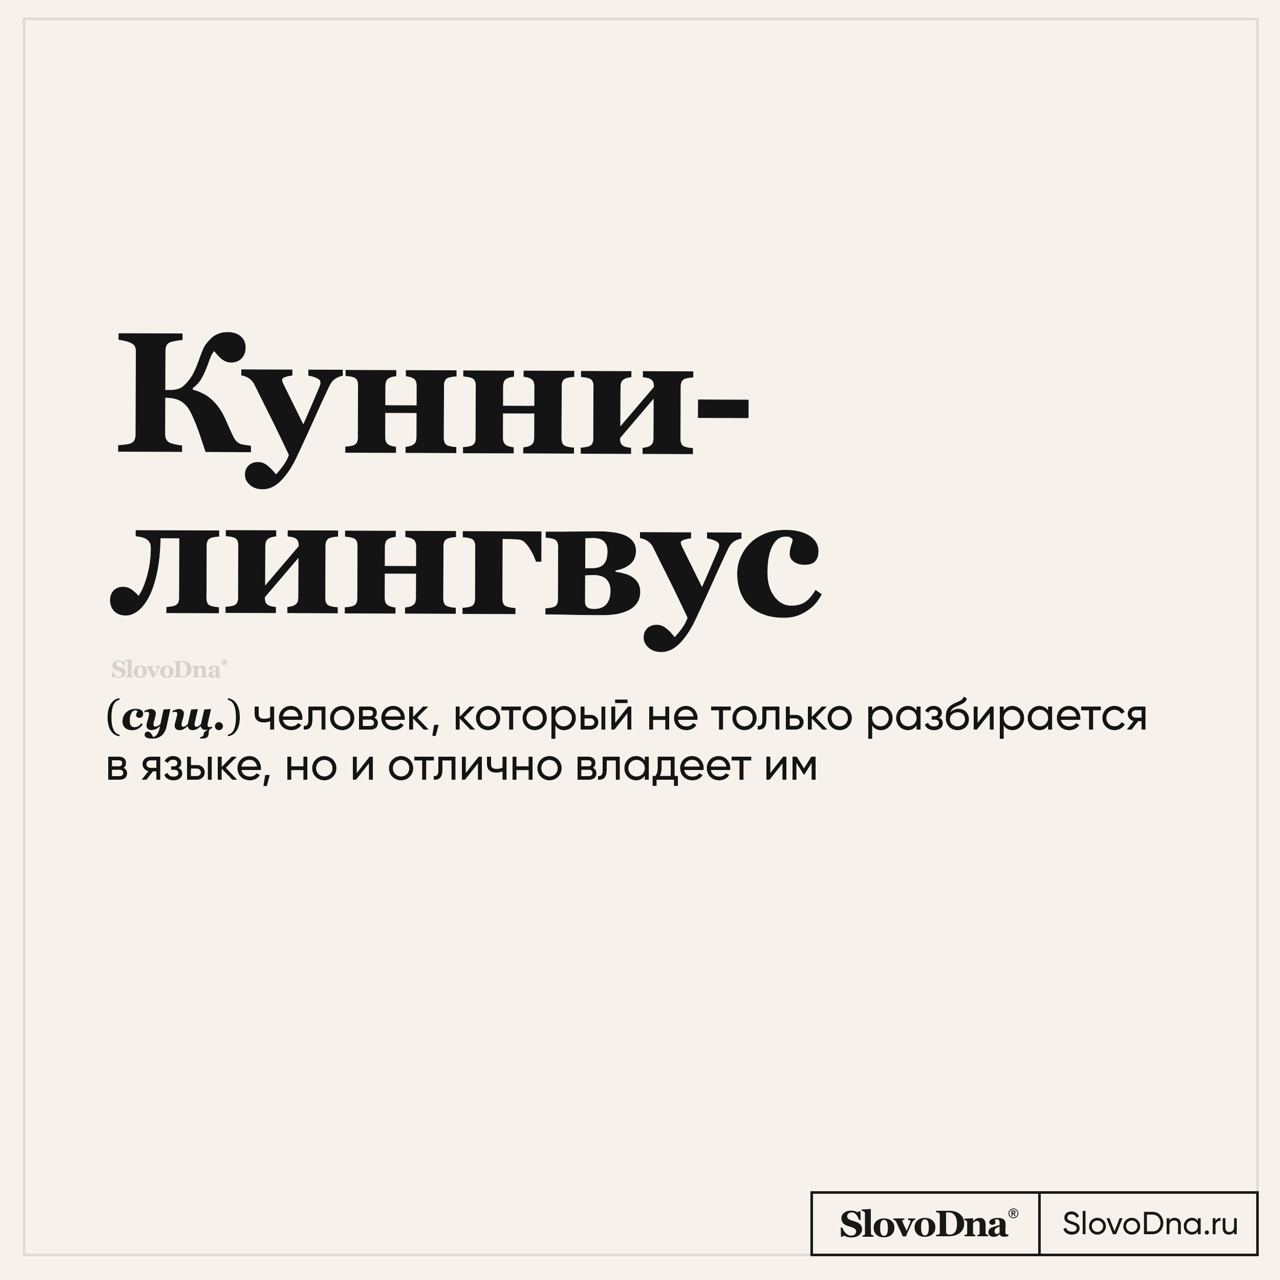 Кунни-
лингвус
SlovoDna®
(сущ.) человек, который не только разбирается
в языке, но и отлично владеет им
SlovoDna® SlovoDna.ru